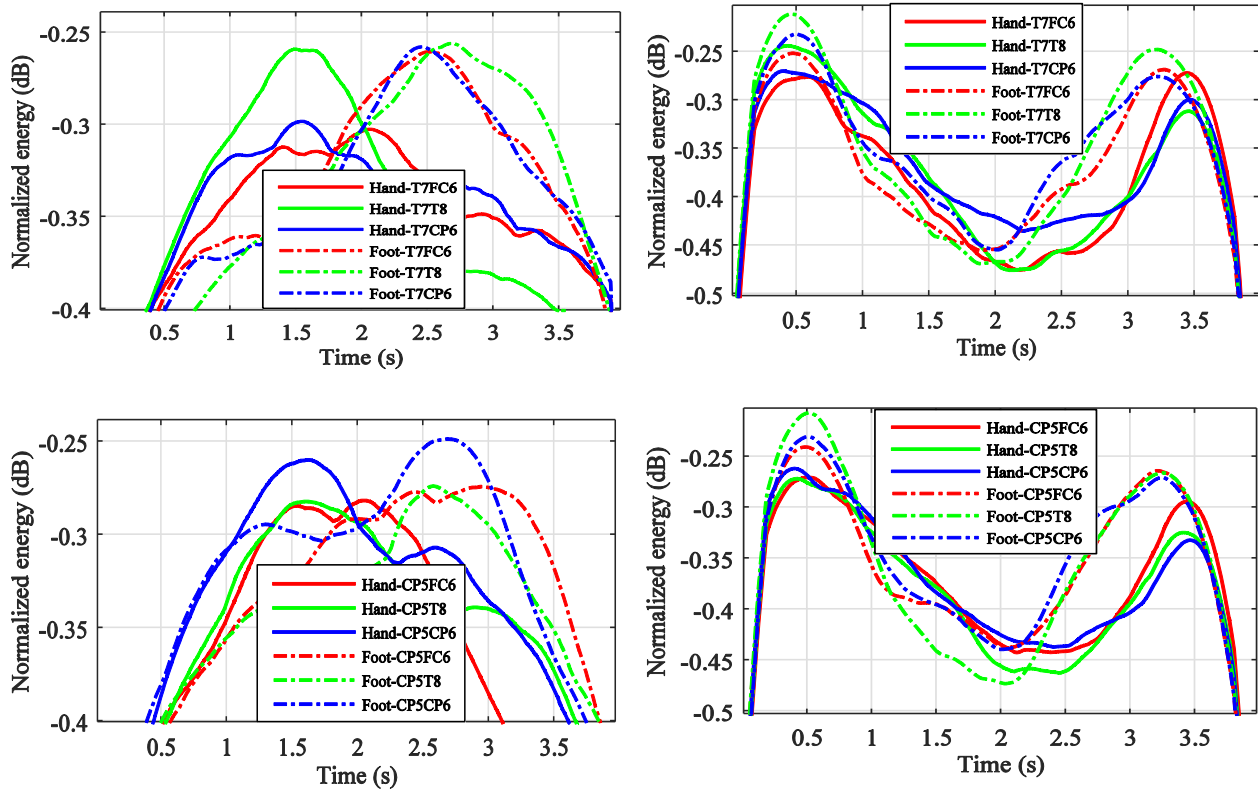 -0.25
-0.3
-0.35
-0.4
Normalized energy (dB)
Hand-T7FC6
Hand-T7T8
Hand-T7CP6
Foot-T7FC6
Foot-T7T8
Foot-T7CP6
0.5 1 1.5 2 2.5 3 3.5
Time (s)
-0.25
-0.3
-0.35
-0.4
-0.45
-0.5
Normalized energy (dB)
Hand-T7FC6
Hand-T7T8
Hand-T7CP6
Foot-T7FC6
Foot-T7T8
Foot-T7CP6
0.5 1 1.5 2 2.5 3 3.5
Time (s)
-0.25
-0.3
-0.35
-0.4
Normalized energy (dB)
Hand-CP5FC6
Hand-CP5T8
Hand-CP5CP6
Foot-CP5FC6
Foot-CP5T8
Foot-CP5CP6
0.5 1 1.5 2 2.5 3 3.5
Time (s)
-0.25
-0.3
-0.35
-0.4
-0.45
-0.5
Normalized energy (dB)
Hand-CP5FC6
Hand-CP5T8
Hand-CP5CP6
Foot-CP5FC6
Foot-CP5T8
Foot-CP5CP6
0.5 1 1.5 2 2.5 3 3.5
Time (s)